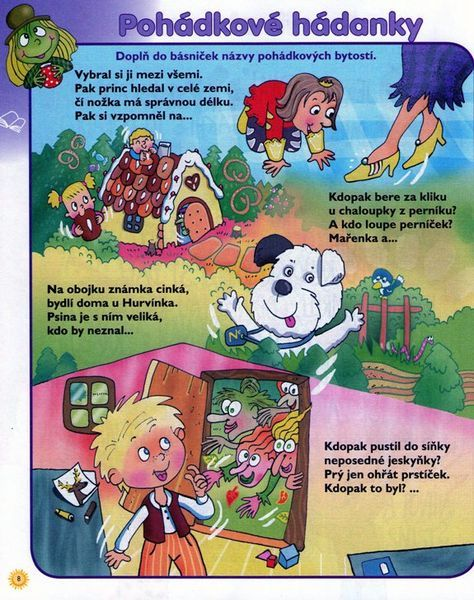 Pohádkové hádanky
Doplň do básniček názvy pohádkových bytostí.
Vybral si ji mezi všemi.
Pak princ hledal v celé zemi,
čí nožka má správnou délku.
Pak si vzpomněl na...
Kdopak bere za kliku
u chaloupky z perníku?
A kdo loupe perníček?
Mařenka a...
Na obojku známka cinká,
bydlí doma u Hurvínka.
Psina je s ním veliká,
kdo by neznal...
NK
Kdopak pustil do síňky
neposedné jeskyňky?
Prý jen ohřát prstíček.
Kdopak to byl? ...
8